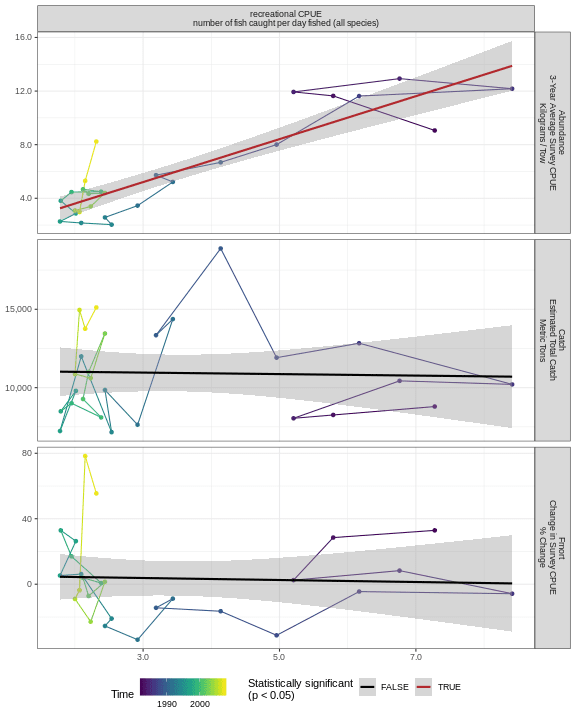 recreational CPUE
number of fish caught per day fished (all species)
16.0
12.0
8.0
4.0
Abundance
3-Year Average Survey CPUE
Kilograms / Tow
15,000
10,000
Catch
Estimated Total Catch
Metric Tons
80
40
0
Fmort
Change in Survey CPUE
% Change
3.0
5.0
7.0
Time
1990
2000
Statistically significant
(p < 0.05)
FALSE
TRUE